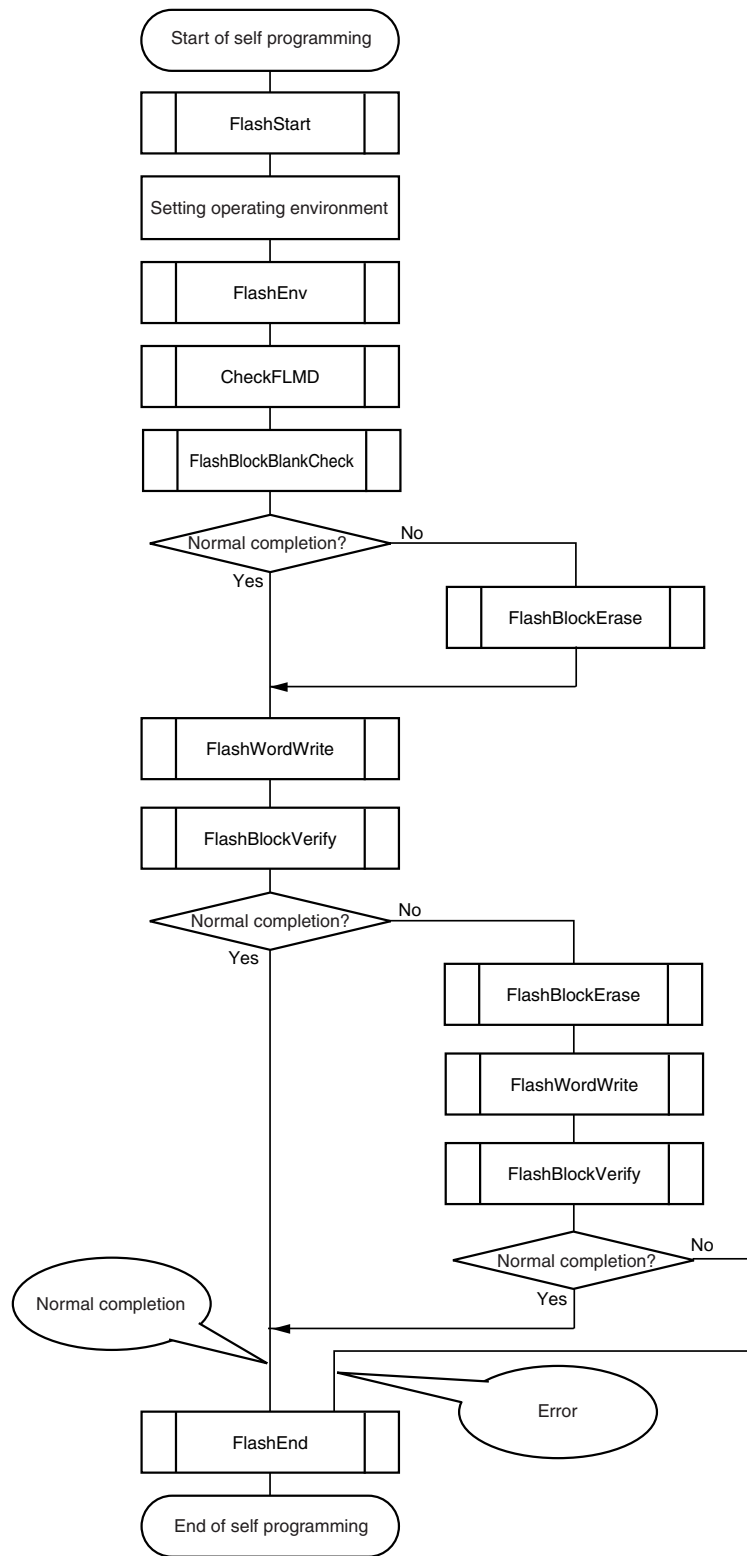 Start of self programming
FlashStart
Setting operating environment
FlashEnv
CheckFLMD
FlashBlockBlankCheck
Normal completion?
No
Yes
FlashBlockErase
FlashWordWrite
FlashBlockVerify
Normal completion?
No
Yes
FlashBlockErase
FlashWordWrite
FlashBlockVerify
Normal completion?
No
Yes
Normal completion
Error
FlashEnd
End of self programming